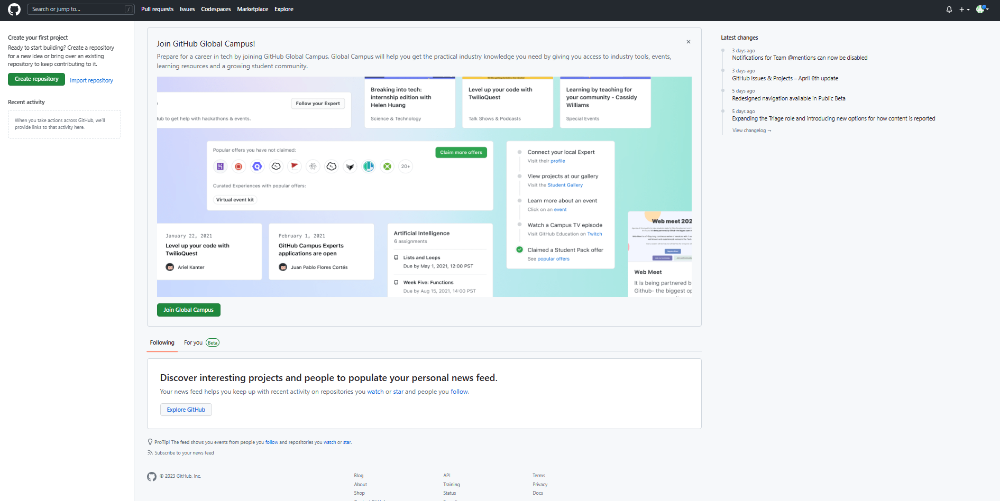 Search or jump to... /
Pull requests Issues Codespaces Marketplace Explore
Create your first project
Ready to start building? Create a repository
for a new idea or bring over an existing
repository to keep contributing to it.
Create repository Import repository
Recent activity
When you take actions across GitHub, we'll
provide links to that activity here.
Join GitHub Global Campus!
Prepare for a career in tech by joining GitHub Global Campus. Global Campus will help you get the practical industry knowledge you need by giving you access to industry tools, events,
learning resources and a growing student community.
Follow your Expert
to get help with hackathons & events.
Breaking into tech:
internship edition with
Helen Huang
Science & Technology
Level up your code with
TwilioQuest
Talk Shows & Podcasts
Learning by teaching for
your community - Cassidy
Williams
Special Events
Popular offers you have not claimed:
Claim more offers
20+
Curated Experiences with popular offers:
Virtual event kit
Connect your local Expert
Visit their profile
View projects at our gallery
Visit the Student Gallery
Learn more about an event
Click on an event
Watch a Campus TV episode
Visit GitHub Education on Twitch
Claimed a Student Pack offer
See popular offers
January 22, 2021
Level up your code with
TwilioQuest
Ariel Kanter
February 1, 2021
GitHub Campus Experts
applications are open
Juan Pablo Flores Cortés
Artificial Intelligence
6 assignments
Lists and Loops
Due by May 1, 2021, 12:00 PST
Week Five: Functions
Due by Aug 15, 2021, 14:00 PST
Web meet 202
Web Meet
It is being partnered b
Github- the biggest op
Join Global Campus
Following For you Beta
Discover interesting projects and people to populate your personal news feed.
Your news feed helps you keep up with recent activity on repositories you watch or star and people you follow.
Explore GitHub
ProTip! The feed shows you events from people you follow and repositories you watch or star.
Subscribe to your news feed
© 2023 GitHub, Inc.
Blog
About
Shop
API
Training
Status
Terms
Privacy
Docs
Latest changes
3 days ago
Notifications for Team @mentions can now be disabled
3 days ago
GitHub Issues & Projects – April 6th update
5 days ago
Redesigned navigation available in Public Beta
5 days ago
Expanding the Triage role and introducing new options for how content is reported
View changelog →